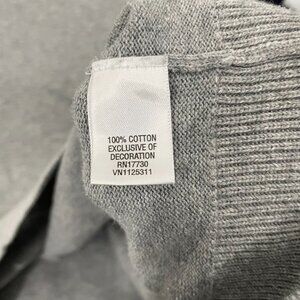 100% COTTON
EXCLUSIVE OF
DECORATION
RN17730
VN1125311